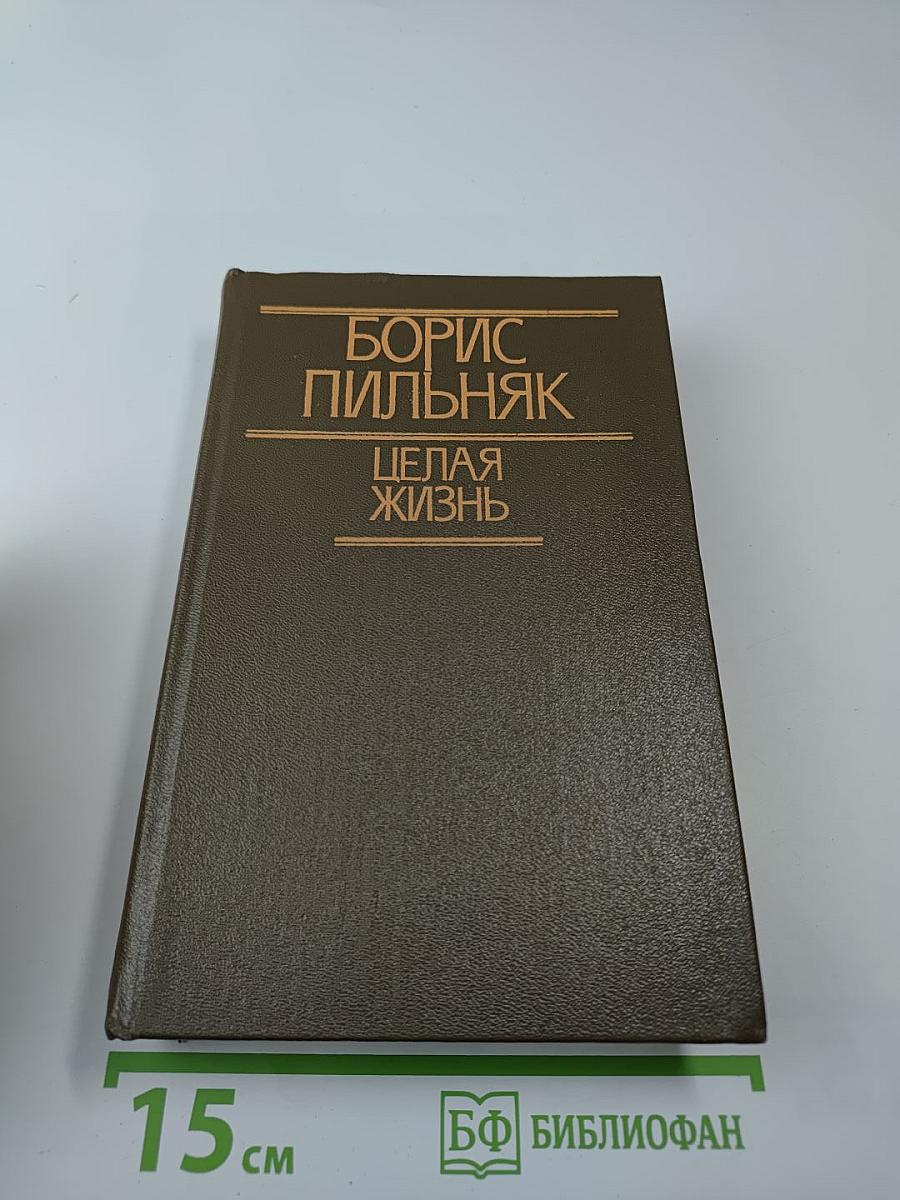 БОРИС
ПИЛЬНЯК
ЦЕЛАЯ
ЖИЗНЬ
15 см
БФ БИБЛИОФАН